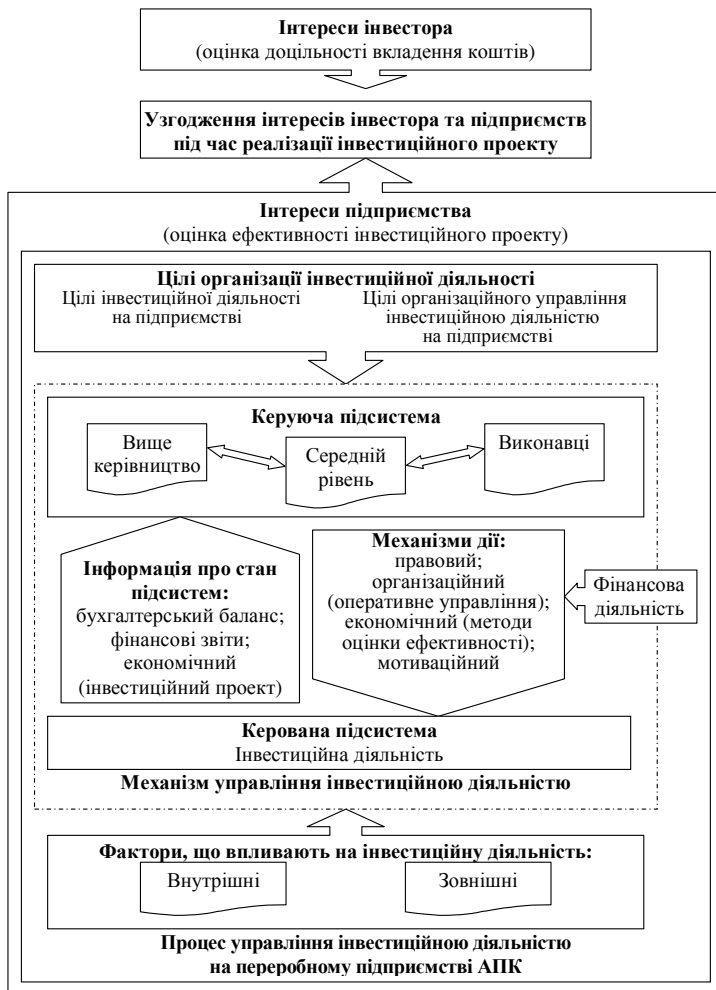 Інтереси інвестора
(оцінка доцільності вкладення коштів)
Узгодження інтересів інвестора та підприємств
під час реалізації інвестиційного проекту
Інтереси підприємства
(оцінка ефективності інвестиційного проекту)
Цілі організації інвестиційної діяльності
Цілі інвестиційної діяльності
на підприємстві
Цілі організаційного управління
інвестиційною діяльністю
на підприємстві
Керуюча підсистема
Вище
керівництво
Середній
рівень
Виконавці
Інформація про стан
підсистем:
бухгалтерський баланс;
фінансові звіти;
економічний
(інвестиційний проект)
Механізми дії:
правовий;
організаційний
(оперативне управління);
економічний (методи
оцінки ефективності);
мотиваційний
Фінансова
діяльність
Керована підсистема
Інвестиційна діяльність
Механізм управління інвестиційною діяльністю
Фактори, що впливають на інвестиційну діяльність:
Внутрішні
Зовнішні
Процес управління інвестиційною діяльністю
на переробному підприємстві АПК